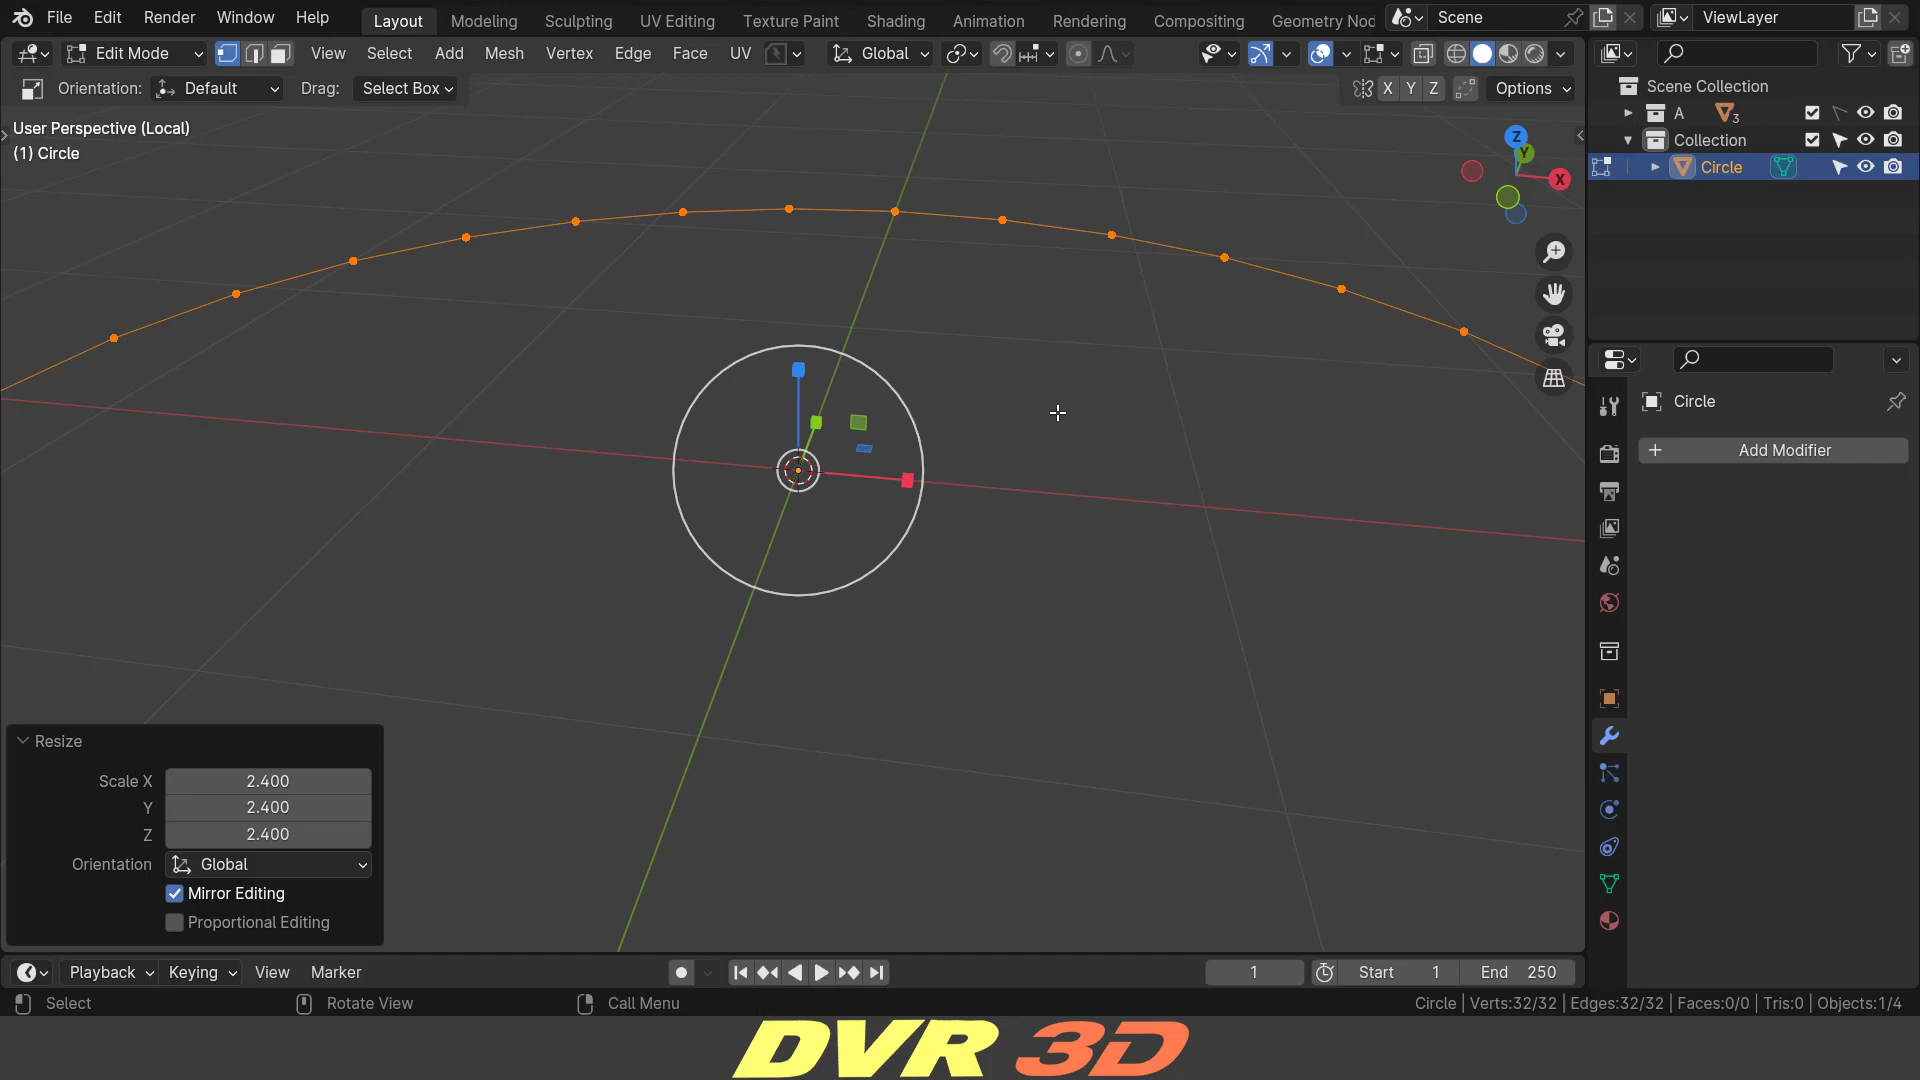 File Edit Render Window Help Layout Modeling Sculpting UV Editing Texture Paint Shading Animation Rendering Compositing Geometry Nod Scene ViewLayer
Edit Mode View Select Add Mesh Vertex Edge Face UV Global
Orientation: Default Drag: Select Box X Y Z Options
User Perspective (Local)
(1) Circle
Z
Y
X
Scene Collection
A 3
Collection
Circle
Circle
+ Add Modifier
Resize
Scale X 2.400
Y 2.400
Z 2.400
Orientation Global
Mirror Editing
Proportional Editing
Playback Keying View Marker 1 Start 1 End 250
Select Rotate View Call Menu Circle | Verts:32/32 | Edges:32/32 | Faces:0/0 | Tris:0 | Objects:1/4
DVR 3D